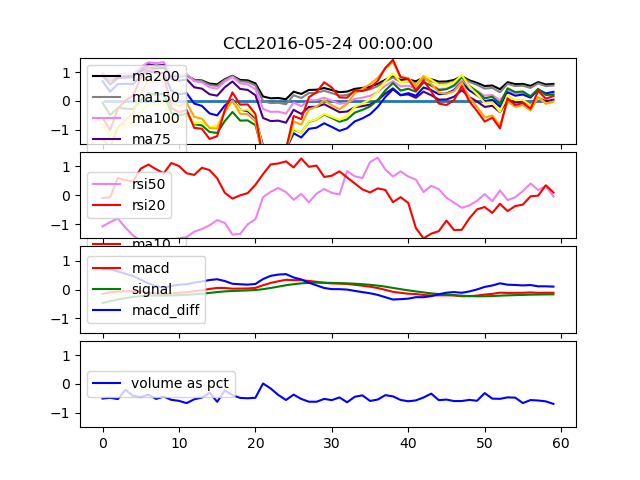 CCL2016-05-24 00:00:00
1
0
−1
ma200
ma150
ma100
ma75
1
0
−1
rsi50
rsi20
ma10
1
0
−1
macd
signal
macd_diff
1
0
−1
volume as pct
0 10 20 30 40 50 60